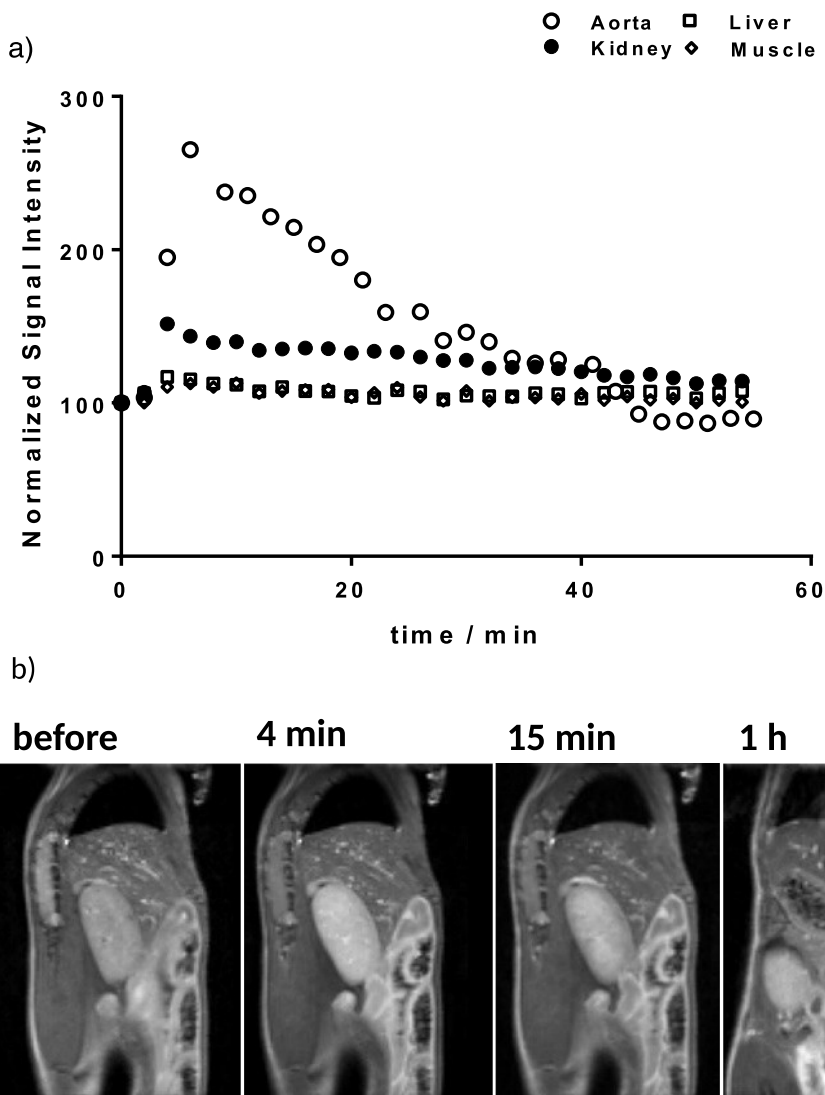 Aorta Liver
a) Kidney Muscle
300
200
100
0
Normalized Signal Intensity
0 20 40 60
time / min
b)
before 4 min 15 min 1 h